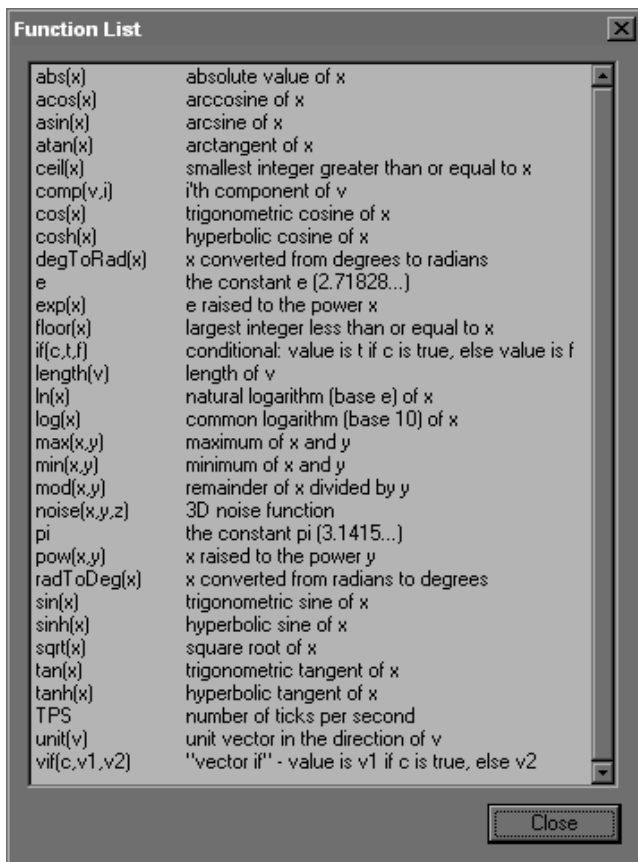 Function List
abs(x) absolute value of x
acos(x) arccosine of x
asin(x) arcsine of x
atan(x) arctangent of x
ceil(x) smallest integer greater than or equal to x
comp(v,i) i'th component of v
cos(x) trigonometric cosine of x
cosh(x) hyperbolic cosine of x
degToRad(x) x converted from degrees to radians
e the constant e (2.71828...)
exp(x) e raised to the power x
floor(x) largest integer less than or equal to x
if(c,t,f) conditional: value is t if c is true, else value is f
length(v) length of v
ln(x) natural logarithm (base e) of x
log(x) common logarithm (base 10) of x
max(x,y) maximum of x and y
min(x,y) minimum of x and y
mod(x,y) remainder of x divided by y
noise(x,y,z) 3D noise function
pi the constant pi (3.1415...)
pow(x,y) x raised to the power y
radToDeg(x) x converted from radians to degrees
sin(x) trigonometric sine of x
sinh(x) hyperbolic sine of x
sqrt(x) square root of x
tan(x) trigonometric tangent of x
tanh(x) hyperbolic tangent of x
TPS number of ticks per second
unit(v) unit vector in the direction of v
vif(c,v1,v2) "vector if" - value is v1 if c is true, else v2
Close